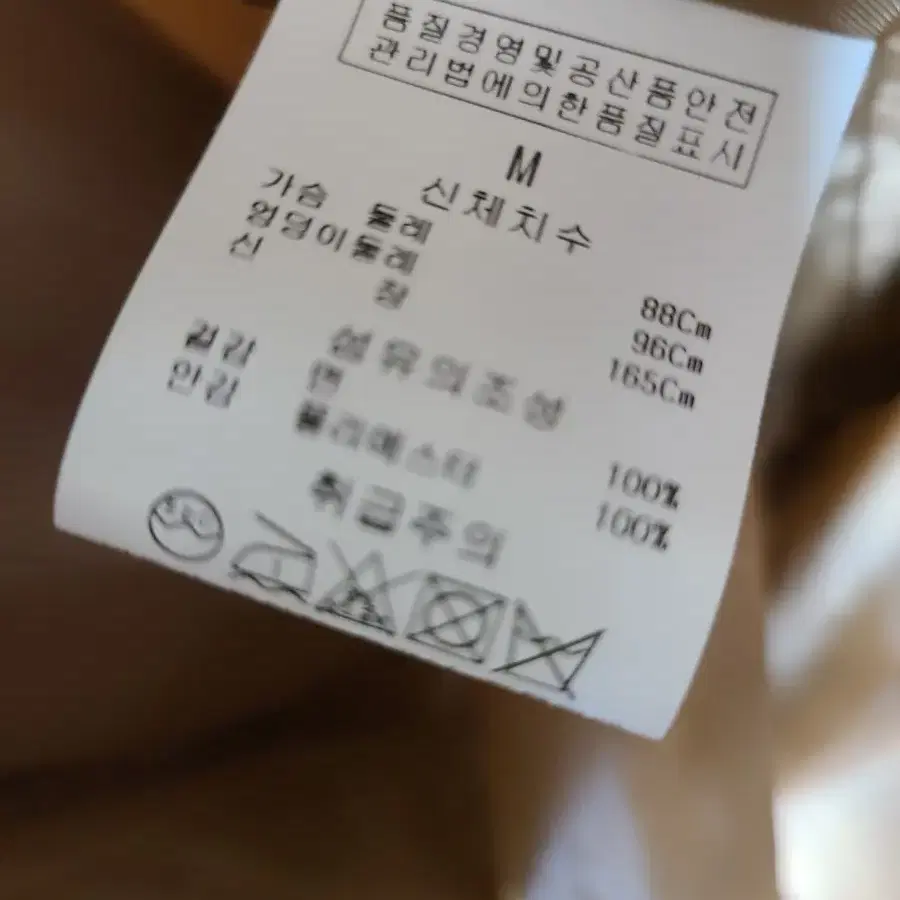 품질경영및공산품안전
관리법에의한품질표시
M
신체치수
가슴 둘레 88Cm
엉덩이둘레 96Cm
신 장 165Cm
섬유의조성
겉감 면 100%
안감 폴리에스터 100%
취급주의